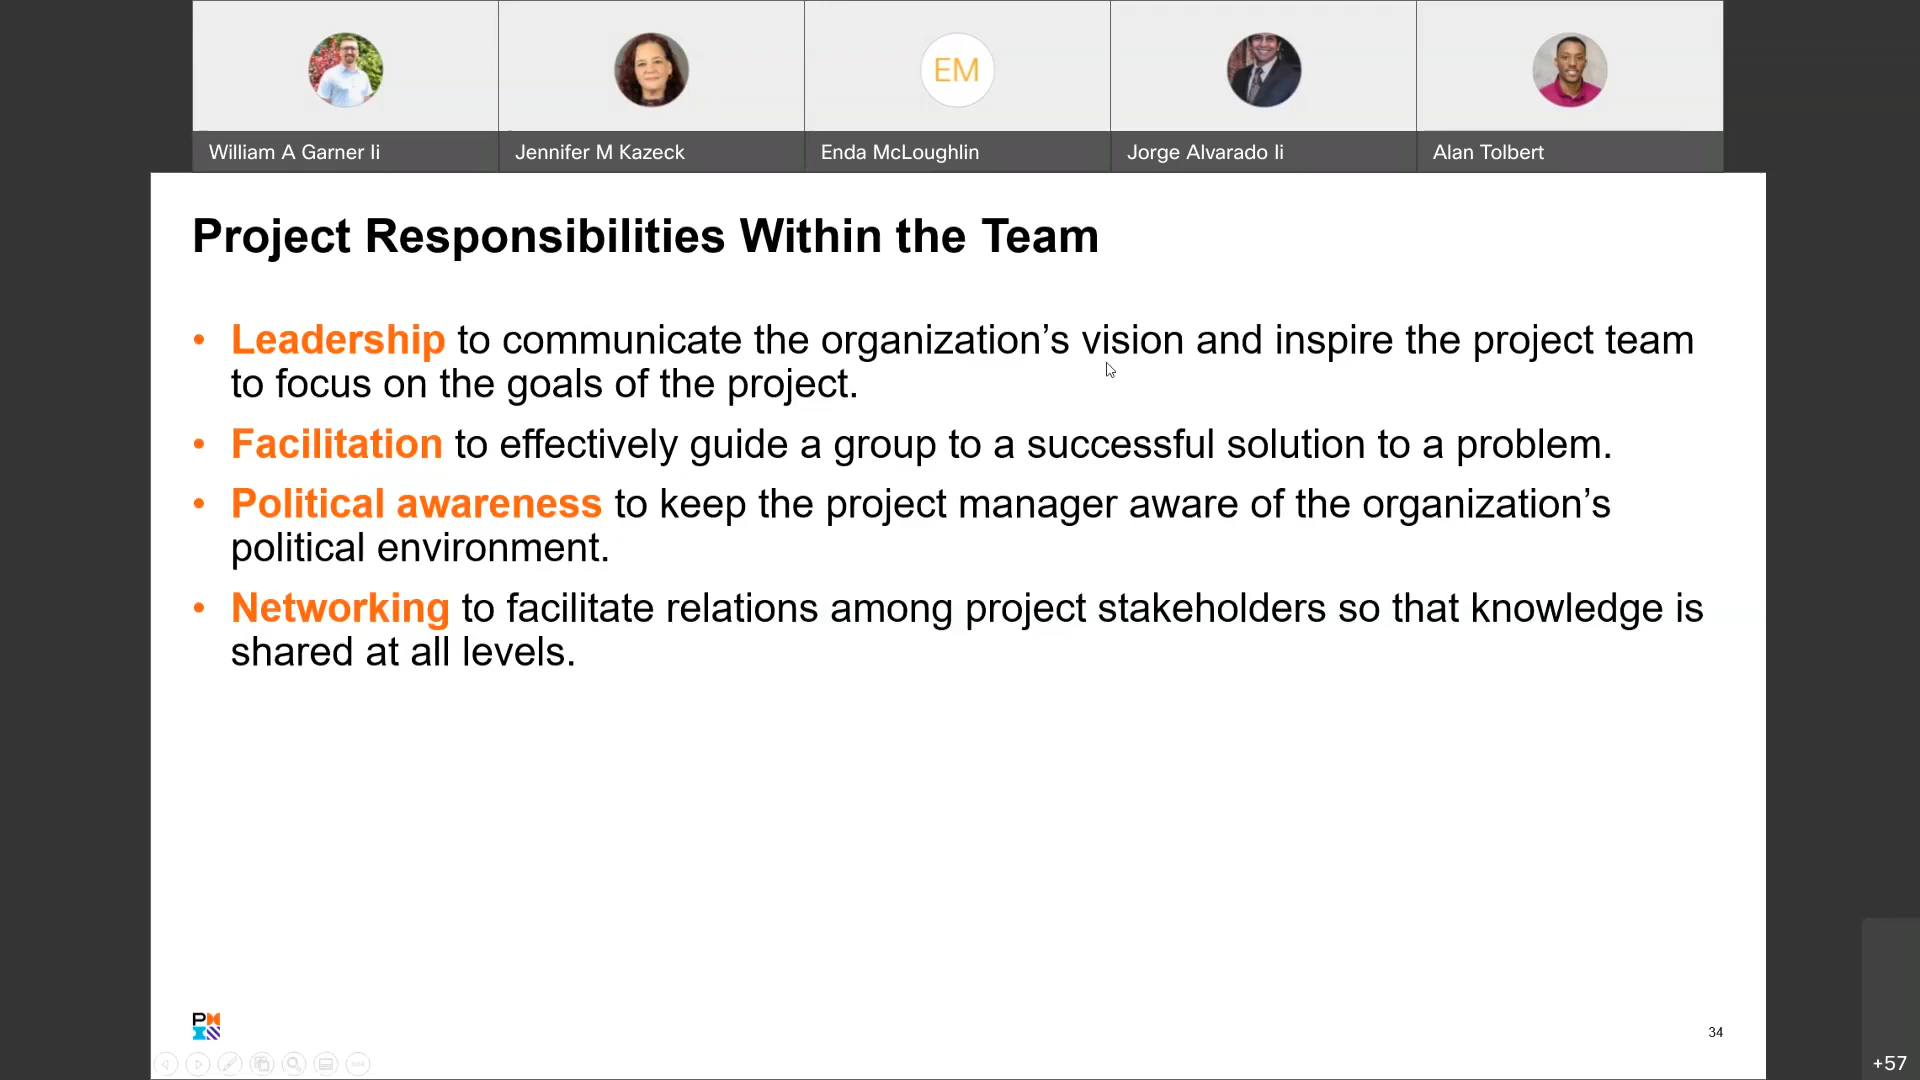 EM
William A Garner Ii
Jennifer M Kazeck
Enda McLoughlin
Jorge Alvarado Ii
Alan Tolbert
Project Responsibilities Within the Team
• Leadership to communicate the organization’s vision and inspire the project team
to focus on the goals of the project.
• Facilitation to effectively guide a group to a successful solution to a problem.
• Political awareness to keep the project manager aware of the organization’s
political environment.
• Networking to facilitate relations among project stakeholders so that knowledge is
shared at all levels.
34
+57